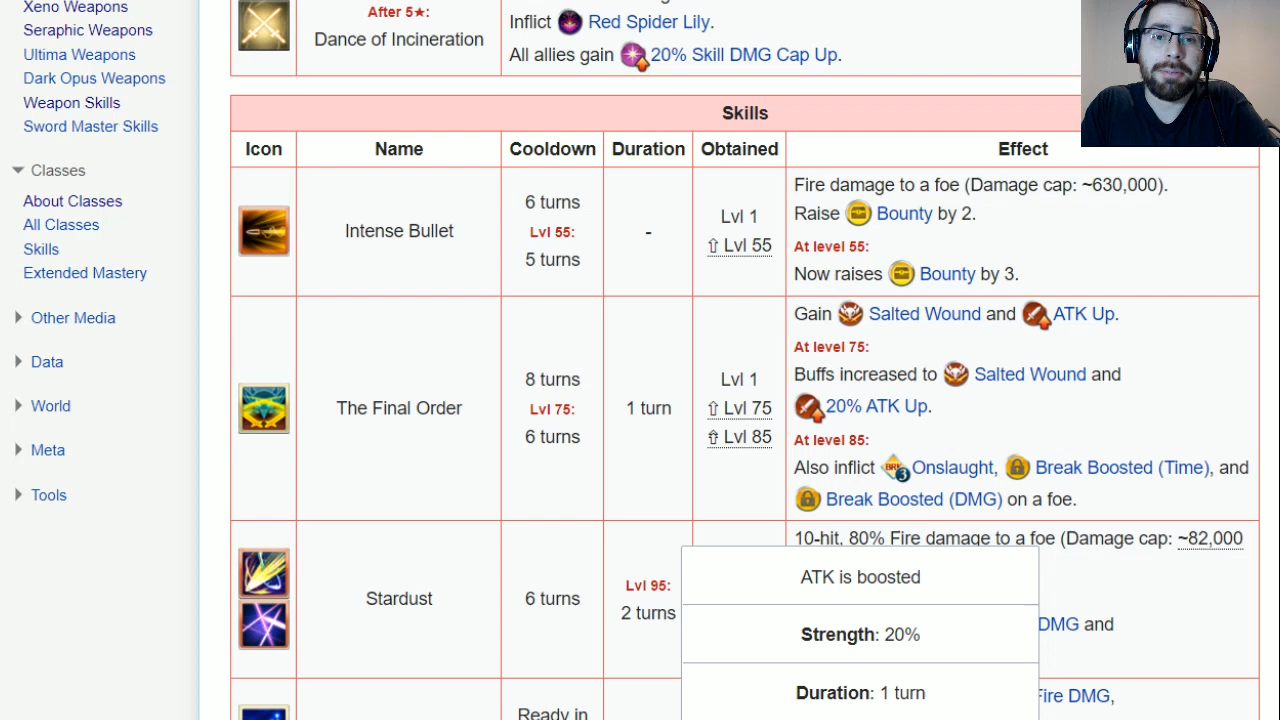 Xeno Weapons
Seraphic Weapons
Ultima Weapons
Dark Opus Weapons
Weapon Skills
Sword Master Skills
Classes
About Classes
All Classes
Skills
Extended Mastery
Other Media
Data
World
Meta
Tools
After 5★:
Dance of Incineration
Inflict Red Spider Lily.
All allies gain 20% Skill DMG Cap Up.
Skills
Icon Name Cooldown Duration Obtained Effect
Intense Bullet
6 turns
Lvl 55:
5 turns
-
Lvl 1
⇧ Lvl 55
Fire damage to a foe (Damage cap: ~630,000).
Raise Bounty by 2.
At level 55:
Now raises Bounty by 3.
The Final Order
8 turns
Lvl 75:
6 turns
1 turn
Lvl 1
⇧ Lvl 75
⇧ Lvl 85
Gain Salted Wound and ATK Up.
At level 75:
Buffs increased to Salted Wound and
20% ATK Up.
At level 85:
Also inflict Onslaught, Break Boosted (Time), and
Break Boosted (DMG) on a foe.
Stardust
6 turns
Lvl 95:
2 turns
10-hit, 80% Fire damage to a foe (Damage cap: ~82,000
DMG and
ATK is boosted
Strength: 20%
Duration: 1 turn
Ready in
Fire DMG,